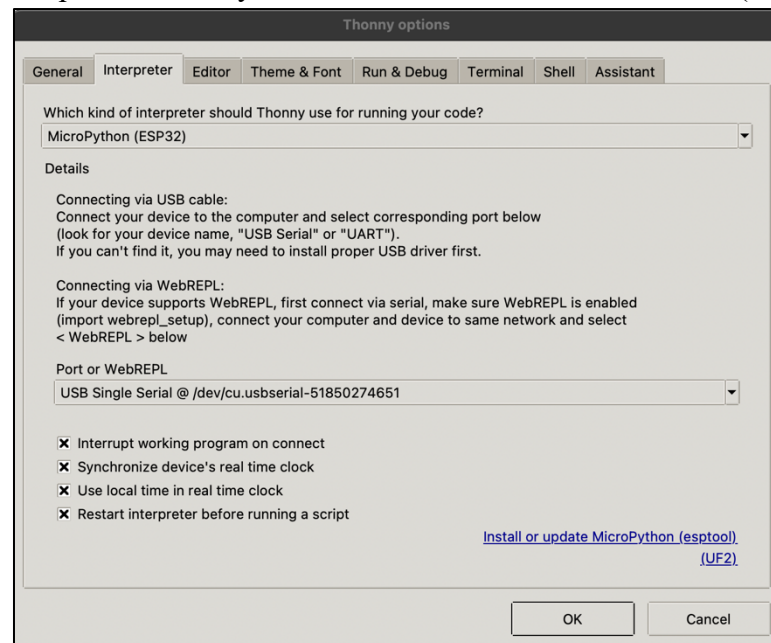 Thonny options
General Interpreter Editor Theme & Font Run & Debug Terminal Shell Assistant
Which kind of interpreter should Thonny use for running your code?
MicroPython (ESP32)
Details
Connecting via USB cable:
Connect your device to the computer and select corresponding port below
(look for your device name, "USB Serial" or "UART").
If you can't find it, you may need to install proper USB driver first.
Connecting via WebREPL:
If your device supports WebREPL, first connect via serial, make sure WebREPL is enabled
(import webrepl_setup), connect your computer and device to same network and select
< WebREPL > below
Port or WebREPL
USB Single Serial @ /dev/cu.usbserial-51850274651
Interrupt working program on connect
Synchronize device's real time clock
Use local time in real time clock
Restart interpreter before running a script
Install or update MicroPython (esptool)
(UF2)
OK Cancel